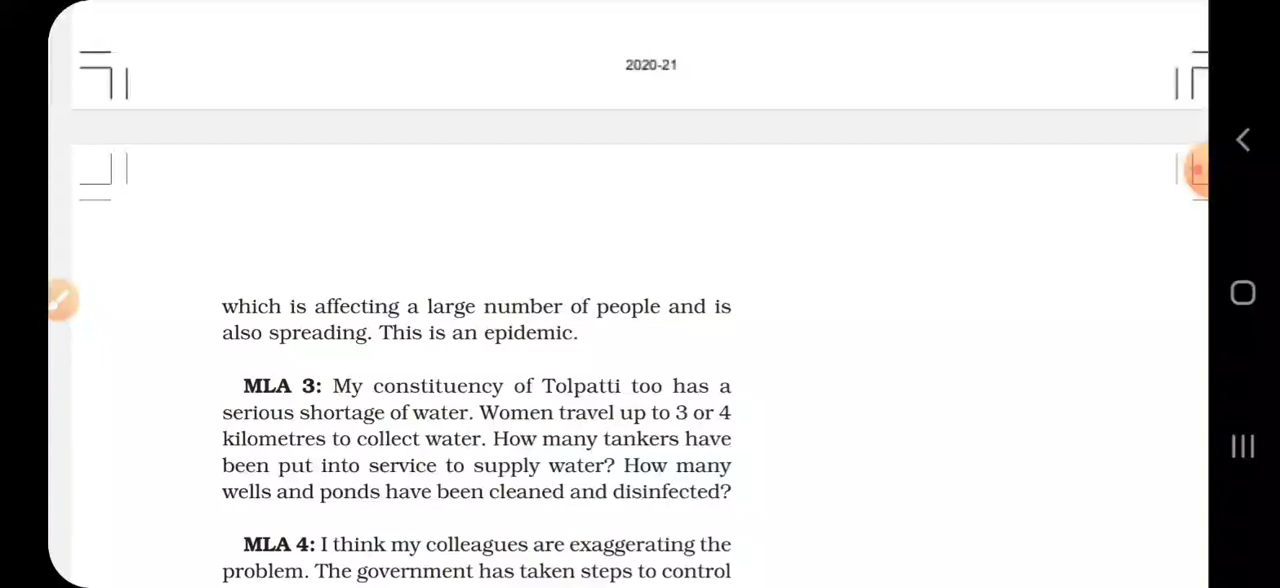 2020-21
which is affecting a large number of people and is
also spreading. This is an epidemic.
MLA 3: My constituency of Tolpatti too has a
serious shortage of water. Women travel up to 3 or 4
kilometres to collect water. How many tankers have
been put into service to supply water? How many
wells and ponds have been cleaned and disinfected?
MLA 4: I think my colleagues are exaggerating the
problem. The government has taken steps to control